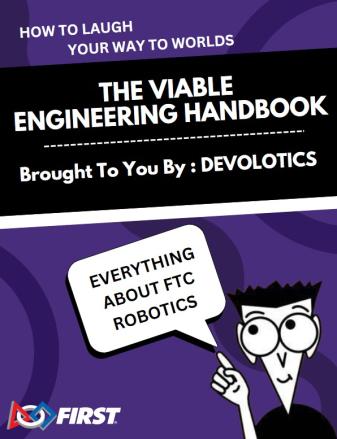 HOW TO LAUGH
YOUR WAY TO WORLDS
THE VIABLE
ENGINEERING HANDBOOK
Brought To You By : DEVOLOTICS
EVERYTHING
ABOUT FTC
ROBOTICS
FIRST